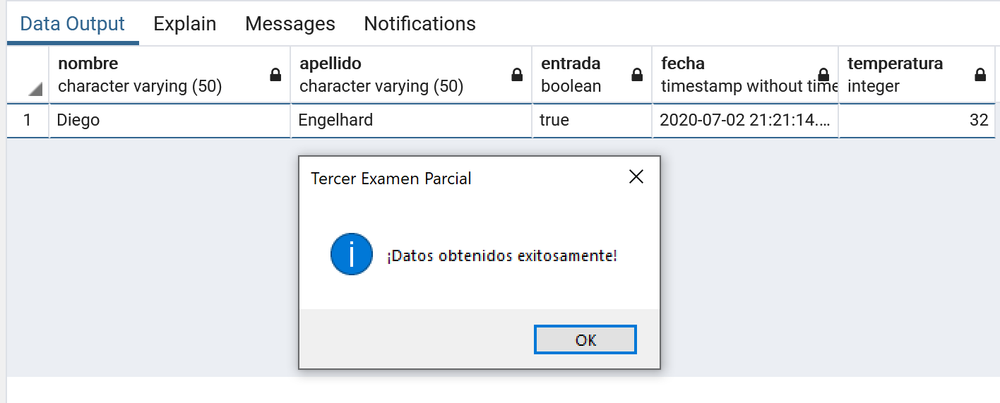 Data Output Explain Messages Notifications
nombre apellido entrada fecha temperatura
character varying (50) character varying (50) boolean timestamp without time integer
1 Diego Engelhard true 2020-07-02 21:21:14.... 32
Tercer Examen Parcial
¡Datos obtenidos exitosamente!
OK